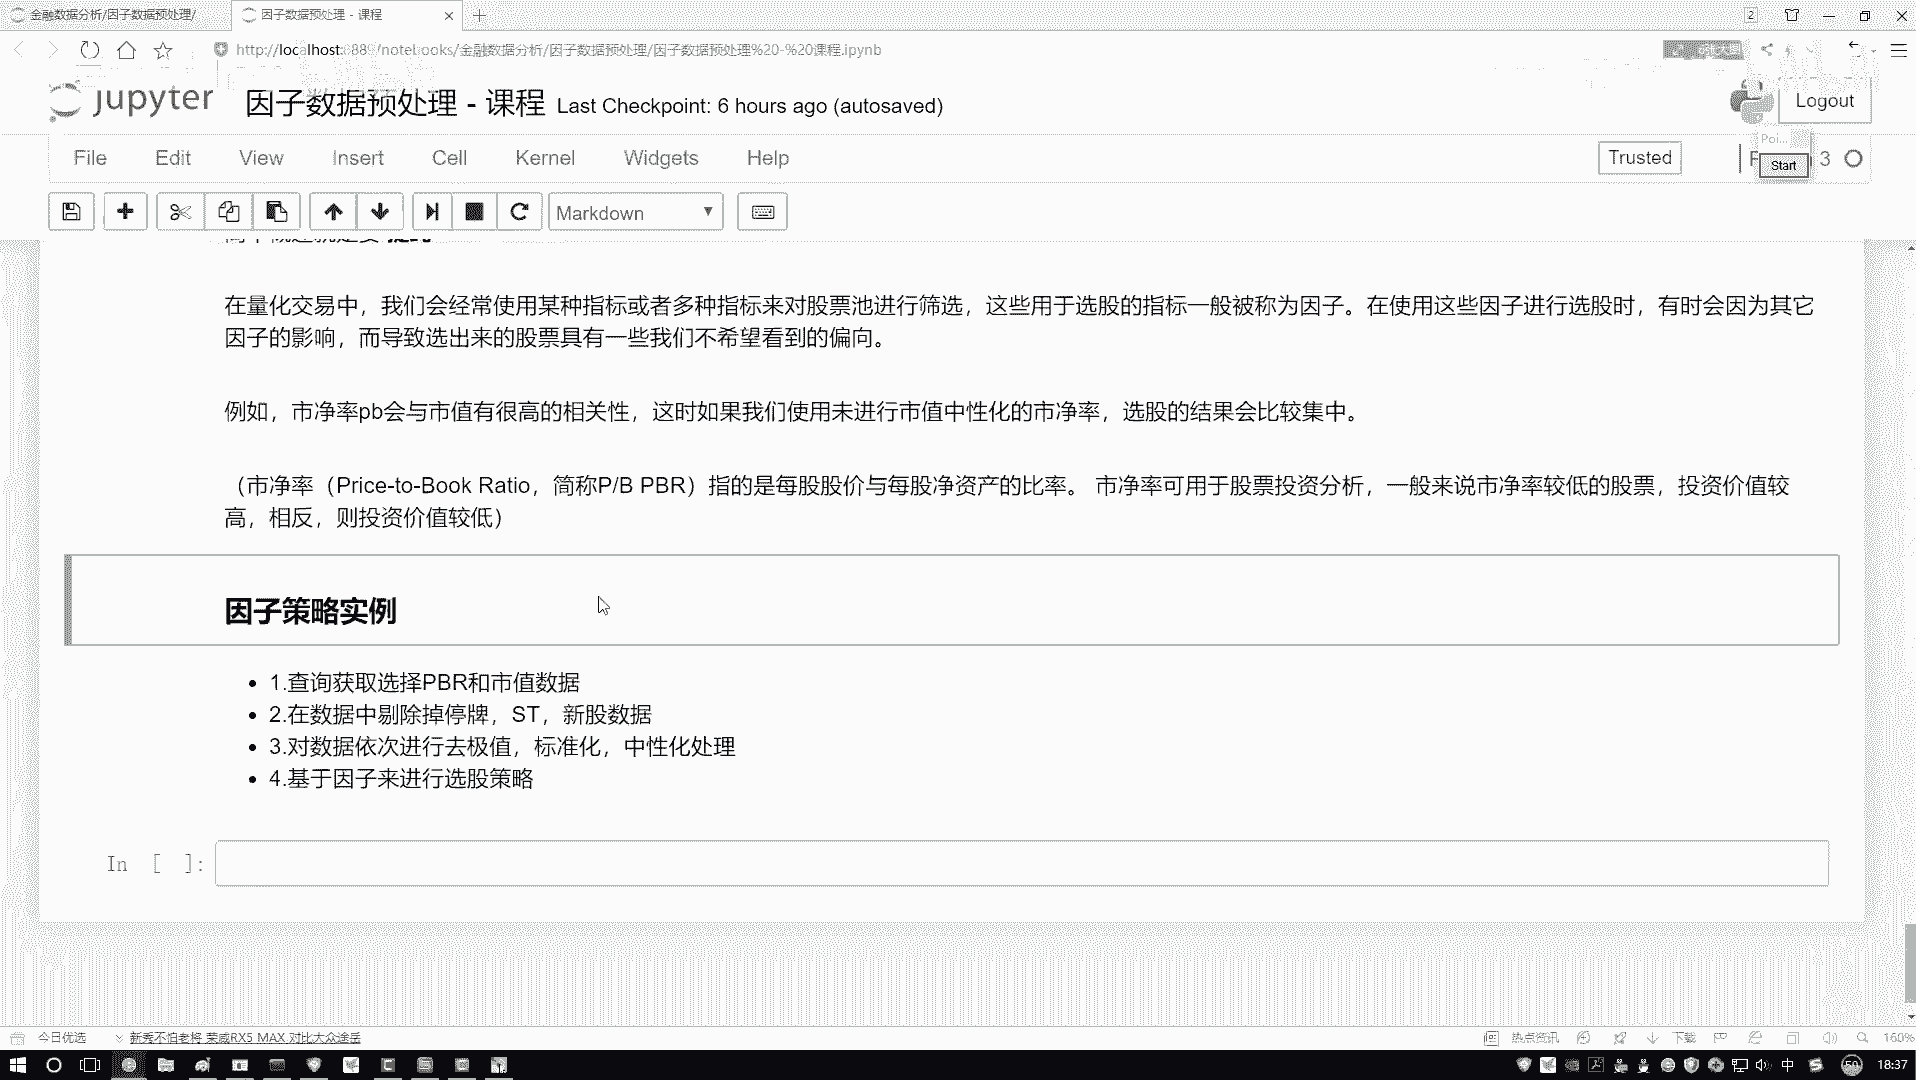 金融数据分析/因子数据预处理/
因子数据预处理 - 课程
2
http://localhost:8889/notebooks/金融数据分析/因子数据预处理/因子数据预处理%20-%20课程.ipynb
jupyter 因子数据预处理 - 课程 Last Checkpoint: 6 hours ago (autosaved)
Logout
File Edit View Insert Cell Kernel Widgets Help
Trusted
Poi...
Start
3
Markdown
在量化交易中，我们会经常使用某种指标或者多种指标来对股票池进行筛选，这些用于选股的指标一般被称为因子。在使用这些因子进行选股时，有时会因为其它
因子的影响，而导致选出来的股票具有一些我们不希望看到的偏向。
例如，市净率pb会与市值有很高的相关性，这时如果我们使用未进行市值中性化的市净率，选股的结果会比较集中。
（市净率（Price-to-Book Ratio，简称P/B PBR）指的是每股股价与每股净资产的比率。 市净率可用于股票投资分析，一般来说市净率较低的股票，投资价值较
高，相反，则投资价值较低）
因子策略实例
1.查询获取选择PBR和市值数据
2.在数据中剔除掉停牌，ST，新股数据
3.对数据依次进行去极值，标准化，中性化处理
4.基于因子来进行选股策略
In [ ]:
今日优选
新秀不怕老将 荣威RX5 MAX 对比大众途岳
热点资讯
下载
160%
中
59
18:37